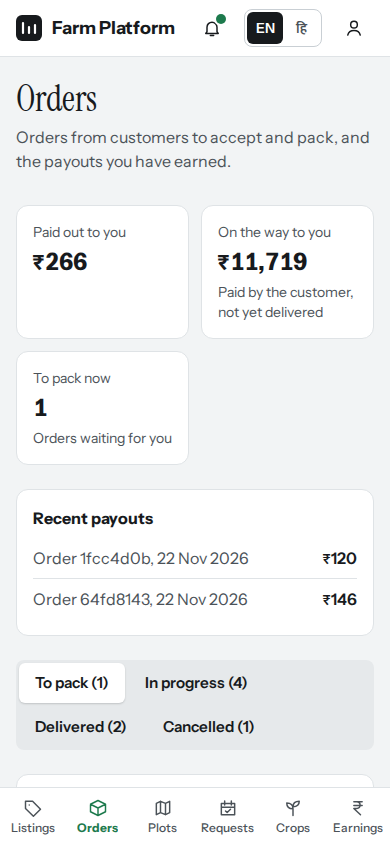 Farm Platform
EN हि
Orders
Orders from customers to accept and pack, and
the payouts you have earned.
Paid out to you
₹266
On the way to you
₹11,719
Paid by the customer,
not yet delivered
To pack now
1
Orders waiting for you
Recent payouts
Order 1fcc4d0b, 22 Nov 2026 ₹120
Order 64fd8143, 22 Nov 2026 ₹146
To pack (1) In progress (4)
Delivered (2) Cancelled (1)
Listings Orders Plots Requests Crops Earnings